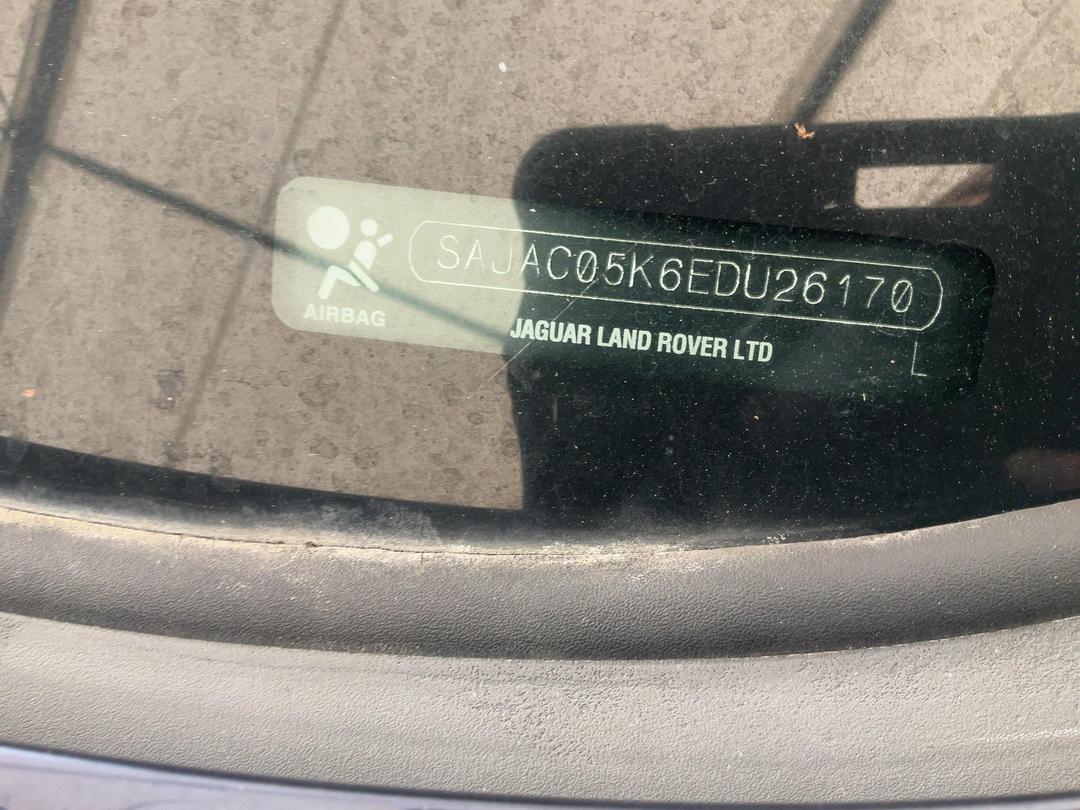 SAJAC05K6EDU26170
AIRBAG
JAGUAR LAND ROVER LTD
L